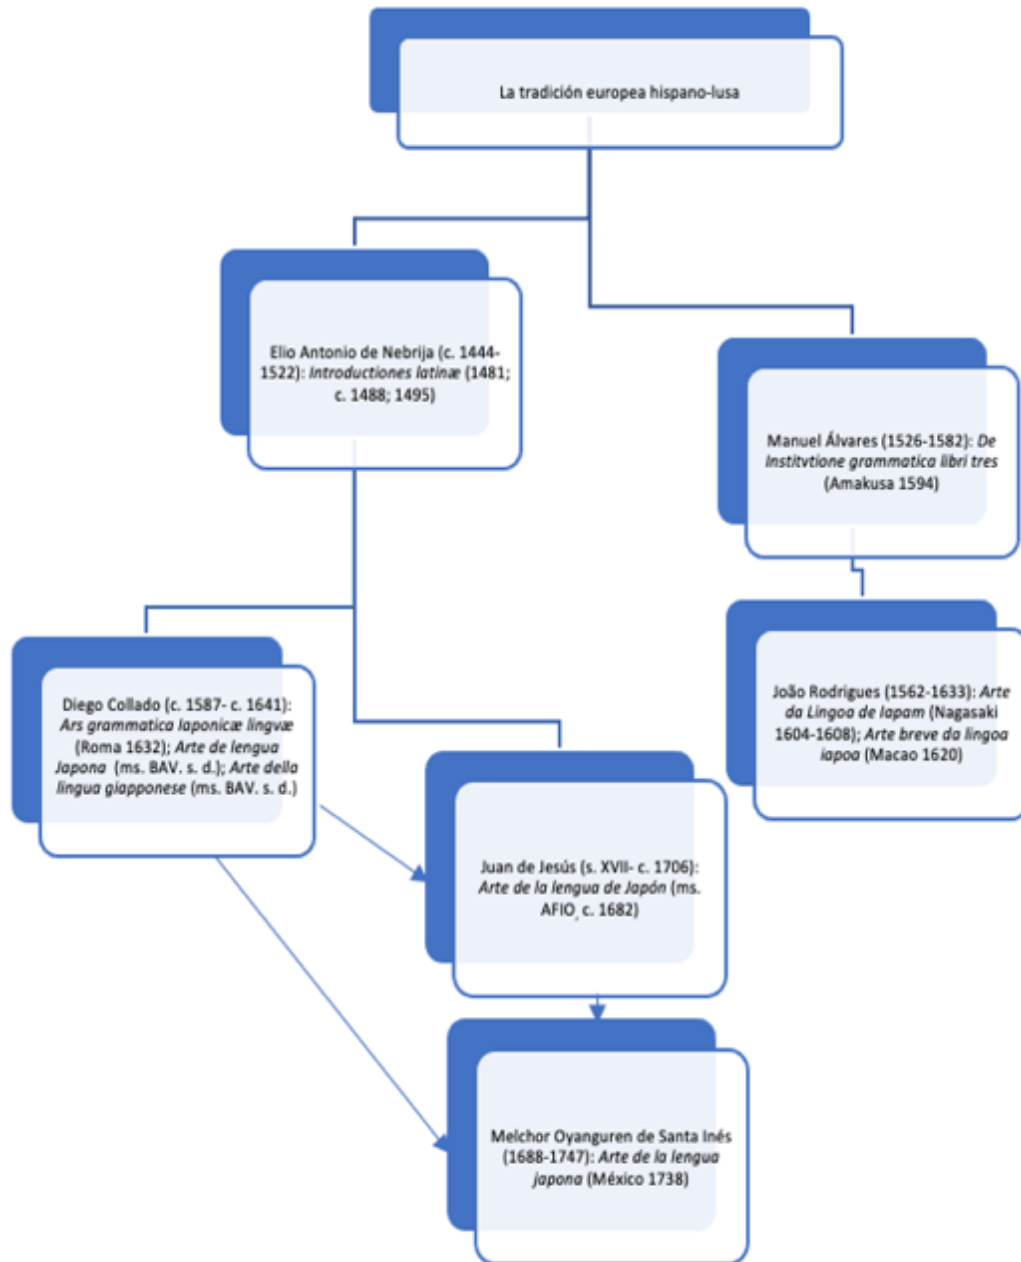 La tradición europea hispano-lusa
Elio Antonio de Nebrija (c. 1444-
1522): Introductiones latinæ (1481;
c. 1488; 1495)
Manuel Álvares (1526-1582): De
Institvtione grammatica libri tres
(Amakusa 1594)
Diego Collado (c. 1587- c. 1641):
Ars grammatica Iaponicæ lingvæ
(Roma 1632); Arte de lengua
Japona (ms. BAV. s. d.); Arte della
lingua giapponese (ms. BAV. s. d.)
João Rodrigues (1562-1633): Arte
da Lingoa de Iapam (Nagasaki
1604-1608); Arte breve da lingoa
iapoa (Macao 1620)
Juan de Jesús (s. XVII- c. 1706):
Arte de la lengua de Japón (ms.
AFIO, c. 1682)
Melchor Oyanguren de Santa Inés
(1688-1747): Arte de la lengua
japona (México 1738)